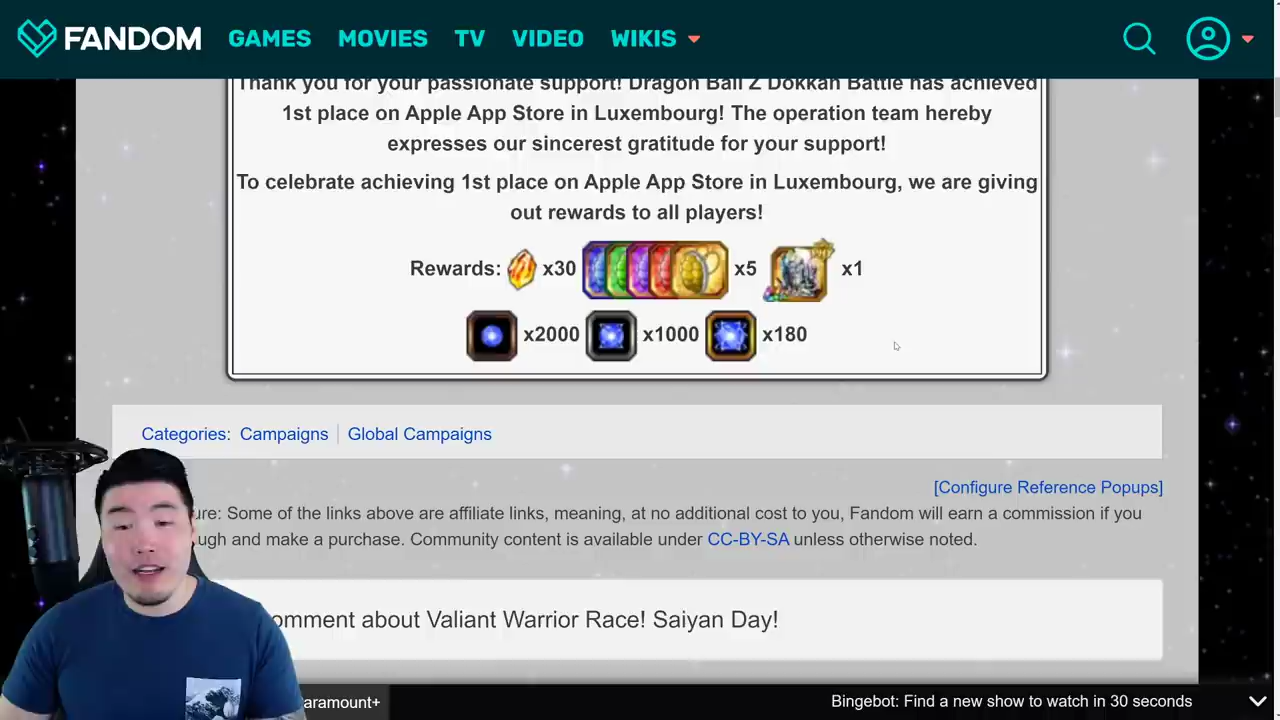 FANDOM GAMES MOVIES TV VIDEO WIKIS
Thank you for your passionate support! Dragon Ball Z Dokkan Battle has achieved
1st place on Apple App Store in Luxembourg! The operation team hereby
expresses our sincerest gratitude for your support!
To celebrate achieving 1st place on Apple App Store in Luxembourg, we are giving
out rewards to all players!
Rewards: x30 x5 x1
x2000 x1000 x180
Categories: Campaigns Global Campaigns
[Configure Reference Popups]
ure: Some of the links above are affiliate links, meaning, at no additional cost to you, Fandom will earn a commission if you
ugh and make a purchase. Community content is available under CC-BY-SA unless otherwise noted.
omment about Valiant Warrior Race! Saiyan Day!
aramount+ Bingebot: Find a new show to watch in 30 seconds